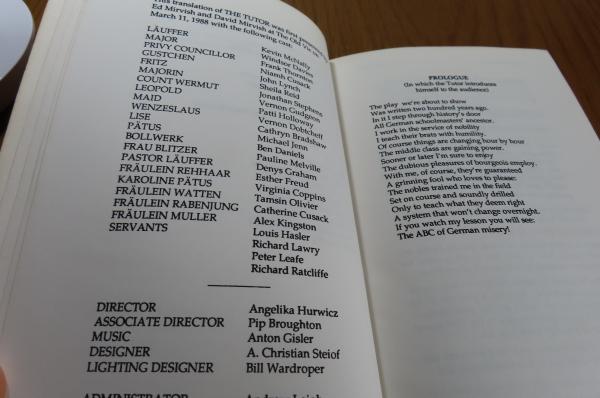 This translation of THE TUTOR was first
Ed Mirvish and David Mirvish at The Old Vic
March 11, 1988 with the following cast:
LÄUFFER Kevin McNally
MAJOR Windsor Davies
PRIVY COUNCILLOR Frank Thornton
GUSTCHEN Niamh Cusack
FRITZ John Lynch
MAJORIN Sheila Reid
COUNT WERMUT Jonathan Stephens
LEOPOLD Vernon Gudgeon
MAID Patti Holloway
WENZESLAUS Vernon Dobtcheff
LISE Cathryn Bradshaw
PÄTUS Michael Jenn
BOLLWERK Ben Daniels
FRAU BLITZER Pauline Melville
PASTOR LÄUFFER Denys Graham
FRÄULEIN REHHAAR Esther Freud
KAROLINE PÄTUS Virginia Coppins
FRÄULEIN WATTEN Tamsin Olivier
FRÄULEIN RABENJUNG Catherine Cusack
FRÄULEIN MULLER Alex Kingston
SERVANTS Louis Hasler
Richard Lawry
Peter Leafe
Richard Ratcliffe
DIRECTOR Angelika Hurwicz
ASSOCIATE DIRECTOR Pip Broughton
MUSIC Anton Gisler
DESIGNER A. Christian Steiof
LIGHTING DESIGNER Bill Wardroper
ADMINISTRATOR
PROLOGUE
(In which the Tutor introduces
himself to the audience)
The play we're about to show
Was written two hundred years ago.
In it I step through history's door
All German schoolmasters' ancestor.
I work in the service of nobility
I teach their brats with humility.
Of course things are changing hour by hour
The middle class are gaining power.
Sooner or later I'm sure to enjoy
The dubious pleasures of bourgeois employ.
With me, of course, they're guaranteed
A grinning fool who loves to please:
The nobles trained me in the field
Set on course and soundly drilled
Only to teach what they deem right
A system that won't change overnight.
If you watch my lesson you will see:
The ABC of German misery!